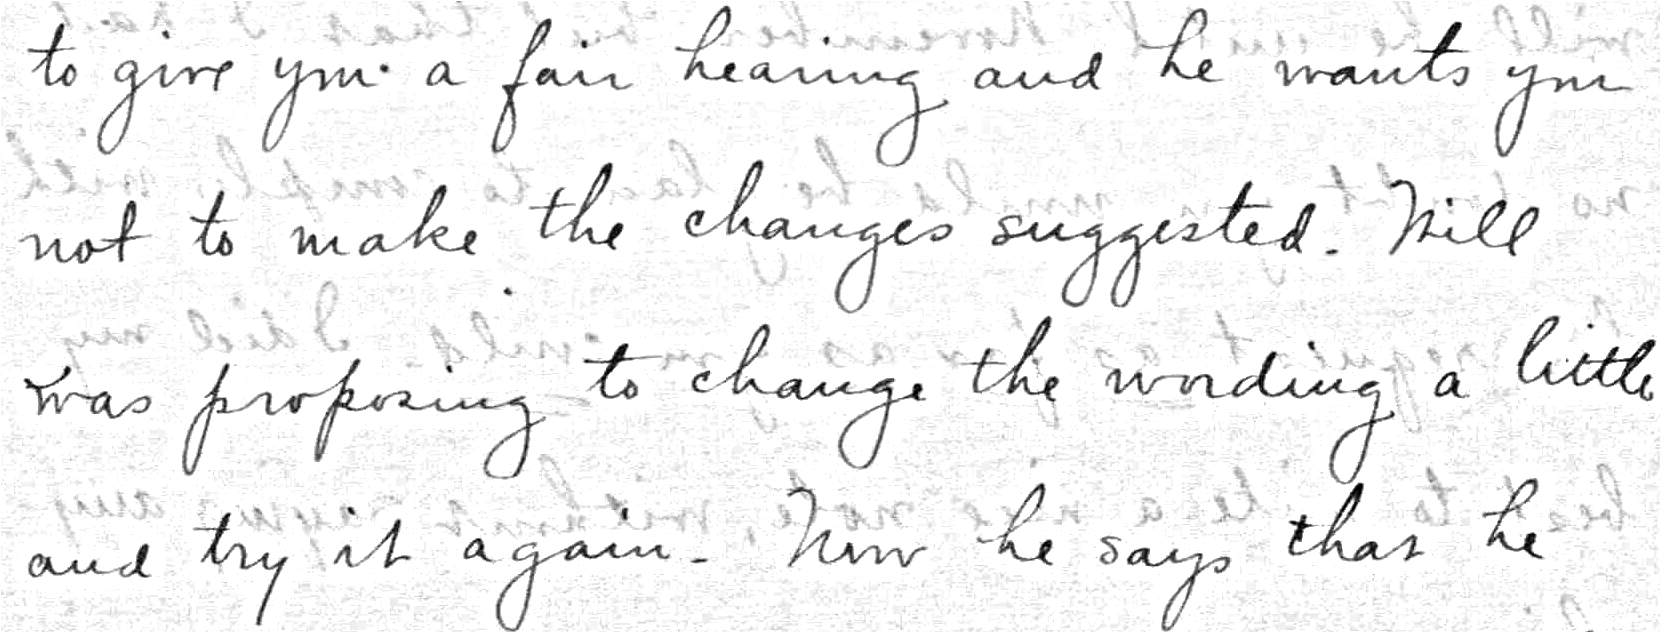 to give you a fair hearing and he wants you
not to make the changes suggested. Will
was proposing to change the wording a little
and try it again. Now he says that he